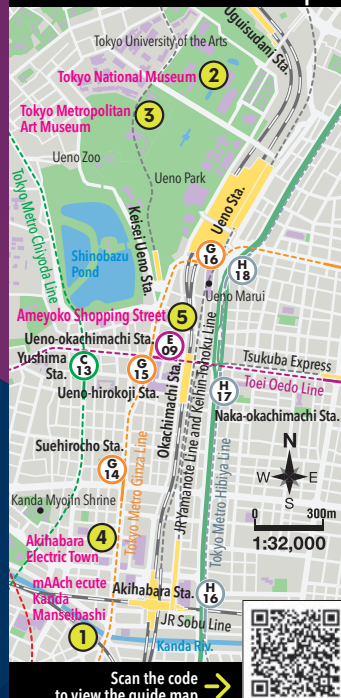 Uguisudani Sta.
Tokyo University of the Arts
Tokyo National Museum
2
3
Tokyo Metropolitan
Art Museum
Ueno Zoo
Ueno Park
Tokyo Metro Chiyoda Line
Keisei Ueno Sta.
Ueno Sta.
Shinobazu
Pond
G
16
H
18
Ueno Marui
Ameyoko Shopping Street
5
Ueno-okachimachi Sta.
E
09
Yushima
Sta.
C
13
G
15
Ueno-hirokoji Sta.
Okachimachi Sta.
JR Yamanote Line and Keihin-Tohoku Line
Tsukuba Express
Toei Oedo Line
H
17
Naka-okachimachi Sta.
Suehirocho Sta.
G
14
Tokyo Metro Ginza Line
Tokyo Metro Hibiya Line
N
W
E
S
0
300m
1:32,000
Kanda Myojin Shrine
4
Akihabara
Electric Town
mAAch ecute
Kanda
Manseibashi
1
Akihabara Sta.
H
16
JR Sobu Line
Kanda Riv.
Scan the code
to view the guide map